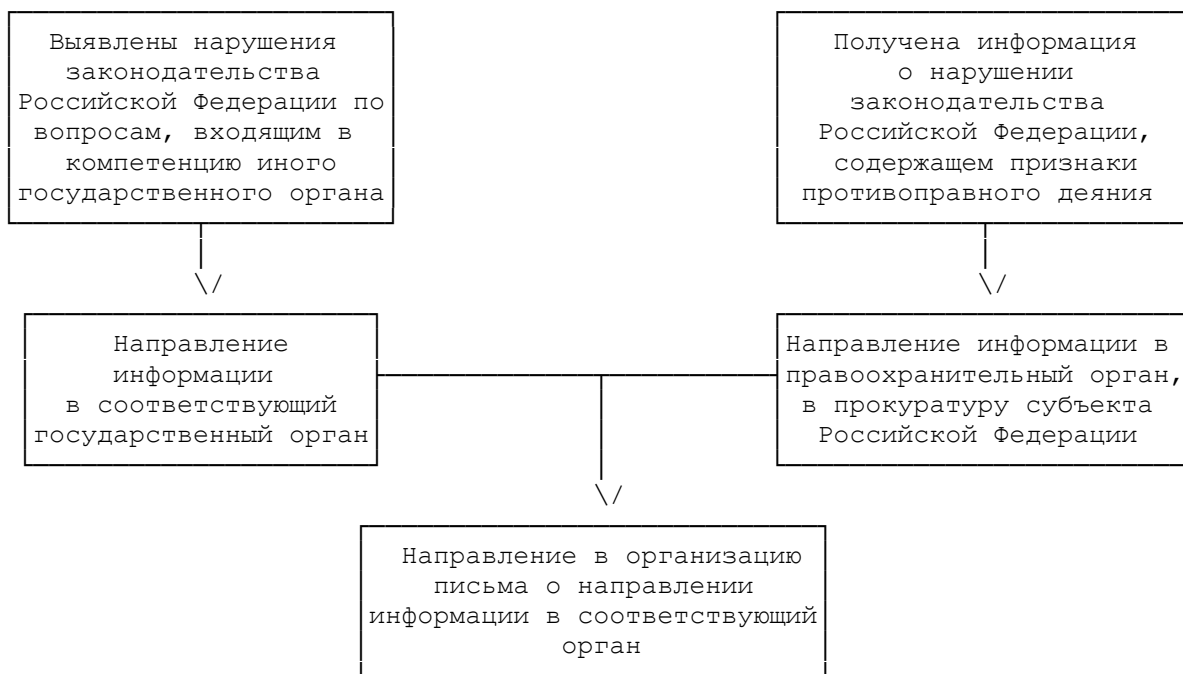 Выявлены нарушения
законодательства
Российской Федерации по
вопросам, входящим в
компетенцию иного
государственного органа
Получена информация
о нарушении
законодательства
Российской Федерации,
содержащем признаки
противоправного деяния
Направление
информации
в соответствующий
государственный орган
Направление информации в
правоохранительный орган,
в прокуратуру субъекта
Российской Федерации
Направление в организацию
письма о направлении
информации в соответствующий
орган